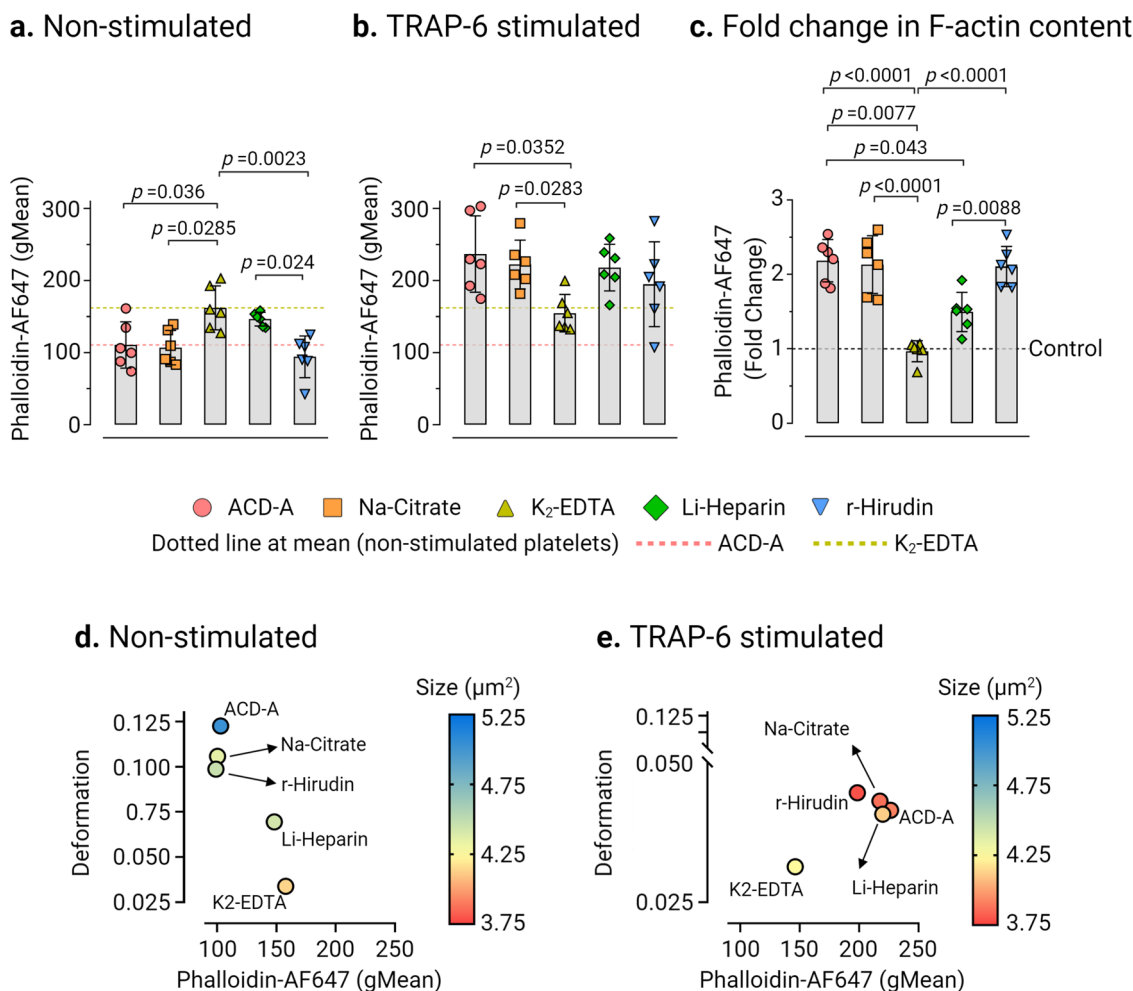 a. Non-stimulated
b. TRAP-6 stimulated
c. Fold change in F-actin content
Phalloidin-AF647 (gMean)
300
200
100
0
p =0.0023
p =0.036
p =0.0285
p =0.024
Phalloidin-AF647 (gMean)
300
200
100
0
p =0.0352
p =0.0283
Phalloidin-AF647
(Fold Change)
3
2
1
0
p <0.0001
p <0.0001
p =0.0077
p =0.043
p <0.0001
p =0.0088
Control
ACD-A
Na-Citrate
K₂-EDTA
Li-Heparin
r-Hirudin
Dotted line at mean (non-stimulated platelets)
ACD-A
K₂-EDTA
d. Non-stimulated
Deformation
0.125
0.100
0.75
0.050
0.025
ACD-A
Na-Citrate
r-Hirudin
Li-Heparin
K2-EDTA
100
150
200
250
Phalloidin-AF647 (gMean)
Size (µm²)
5.25
4.75
4.25
3.75
e. TRAP-6 stimulated
Deformation
0.125
0.050
0.025
Na-Citrate
r-Hirudin
ACD-A
K2-EDTA
Li-Heparin
100
150
200
250
Phalloidin-AF647 (gMean)
Size (µm²)
5.25
4.75
4.25
3.75